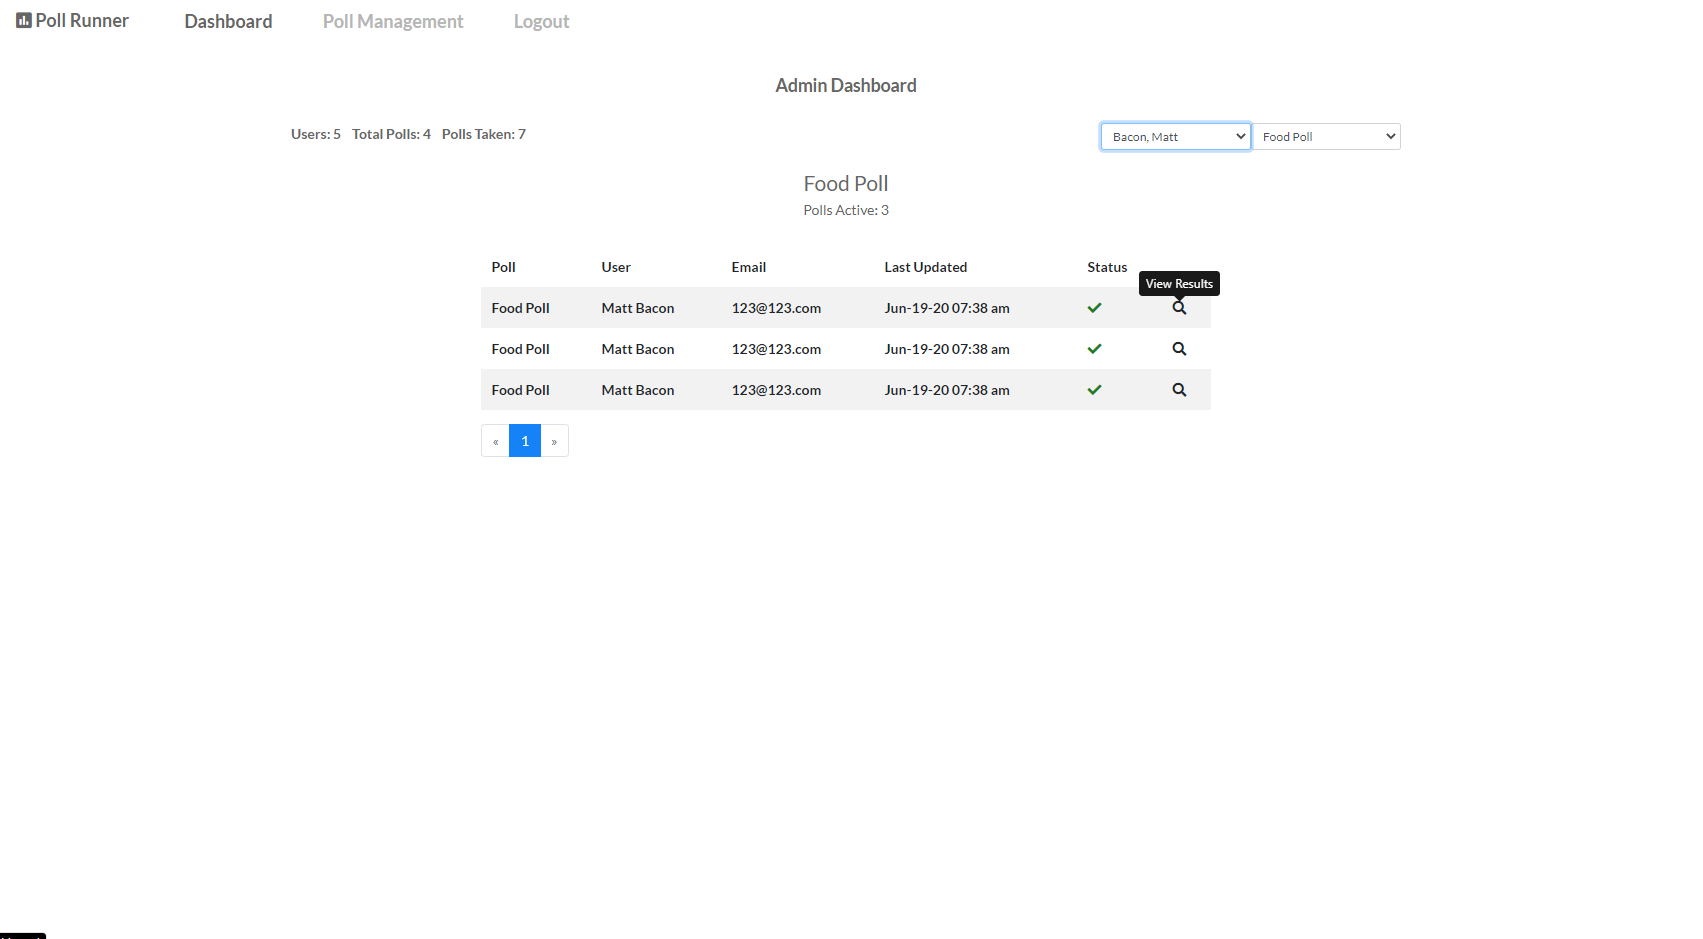 Poll Runner Dashboard Poll Management Logout
Admin Dashboard
Users: 5 Total Polls: 4 Polls Taken: 7 Bacon, Matt Food Poll
Food Poll
Polls Active: 3
Poll User Email Last Updated Status
View Results
Food Poll Matt Bacon 123@123.com Jun-19-20 07:38 am
Food Poll Matt Bacon 123@123.com Jun-19-20 07:38 am
Food Poll Matt Bacon 123@123.com Jun-19-20 07:38 am
« 1 »